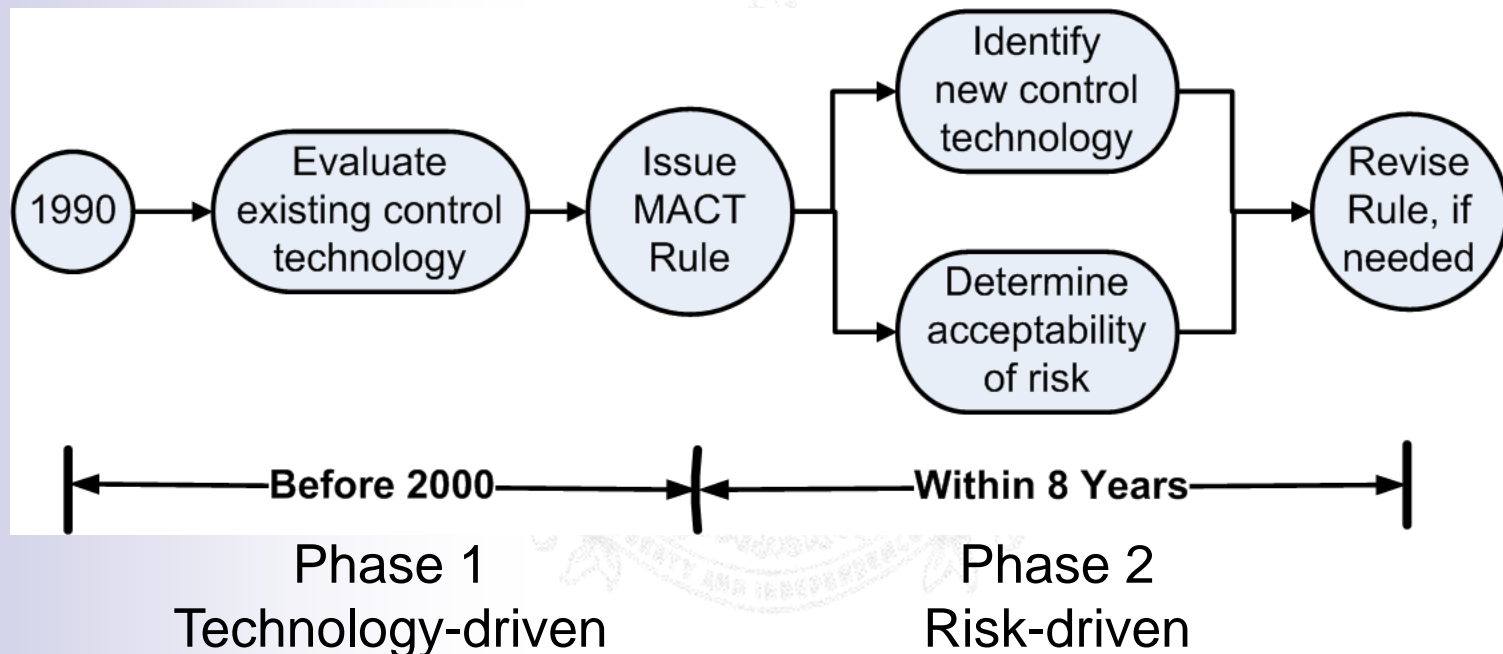 1990
Evaluate
existing control
technology
Issue
MACT
Rule
Identify
new control
technology
Determine
acceptability
of risk
Revise
Rule, if
needed
Before 2000
Within 8 Years
Phase 1
Technology-driven
Phase 2
Risk-driven